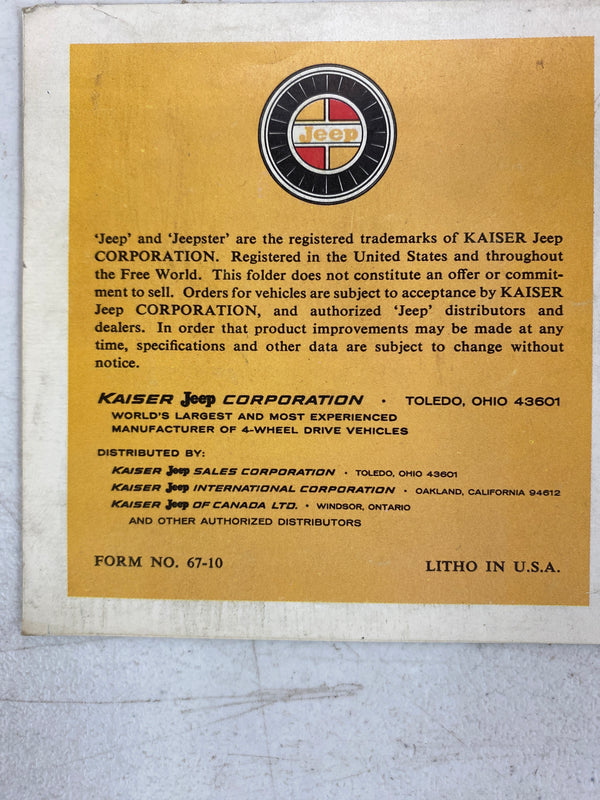 Jeep
'Jeep' and 'Jeepster' are the registered trademarks of KAISER Jeep
CORPORATION. Registered in the United States and throughout
the Free World. This folder does not constitute an offer or commit-
ment to sell. Orders for vehicles are subject to acceptance by KAISER
Jeep CORPORATION, and authorized 'Jeep' distributors and
dealers. In order that product improvements may be made at any
time, specifications and other data are subject to change without
notice.
KAISER Jeep CORPORATION · TOLEDO, OHIO 43601
WORLD'S LARGEST AND MOST EXPERIENCED
MANUFACTURER OF 4-WHEEL DRIVE VEHICLES
DISTRIBUTED BY:
KAISER Jeep SALES CORPORATION · TOLEDO, OHIO 43601
KAISER Jeep INTERNATIONAL CORPORATION · OAKLAND, CALIFORNIA 94612
KAISER Jeep OF CANADA LTD. · WINDSOR, ONTARIO
AND OTHER AUTHORIZED DISTRIBUTORS
FORM NO. 67-10 LITHO IN U.S.A.